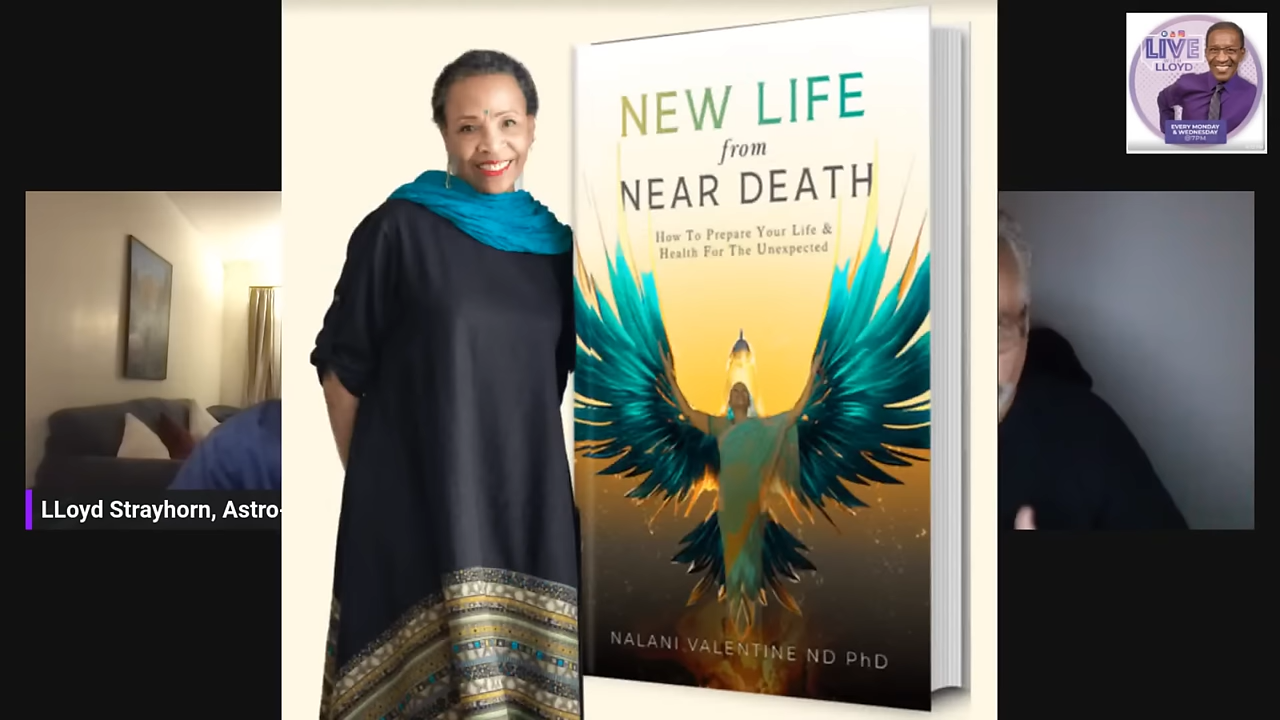 NEW LIFE
from
NEAR DEATH
How To Prepare Your Life &
Health For The Unexpected
NALANI VALENTINE ND PhD
LIVE
LLOYD
EVERY MONDAY
& WEDNESDAY
@7PM
LLoyd Strayhorn, Astro-